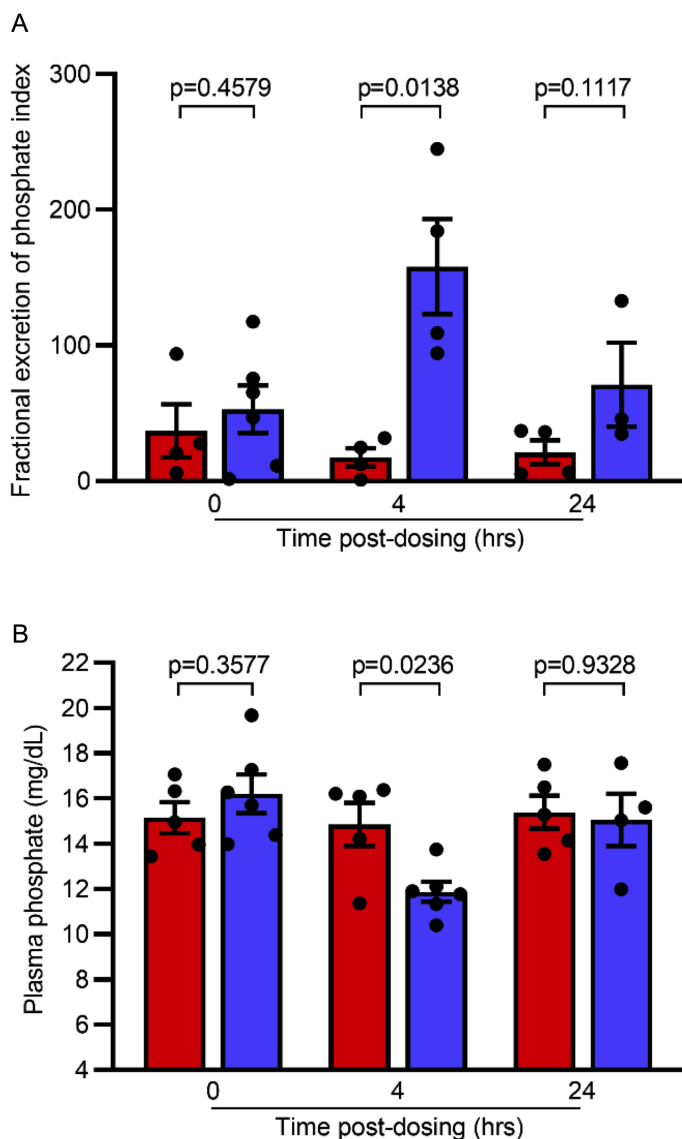 A
Fractional excretion of phosphate index
300
200
100
0
p=0.4579
p=0.0138
p=0.1117
0
4
24
Time post-dosing (hrs)
B
Plasma phosphate (mg/dL)
22
20
18
16
14
12
10
8
6
4
p=0.3577
p=0.0236
p=0.9328
0
4
24
Time post-dosing (hrs)